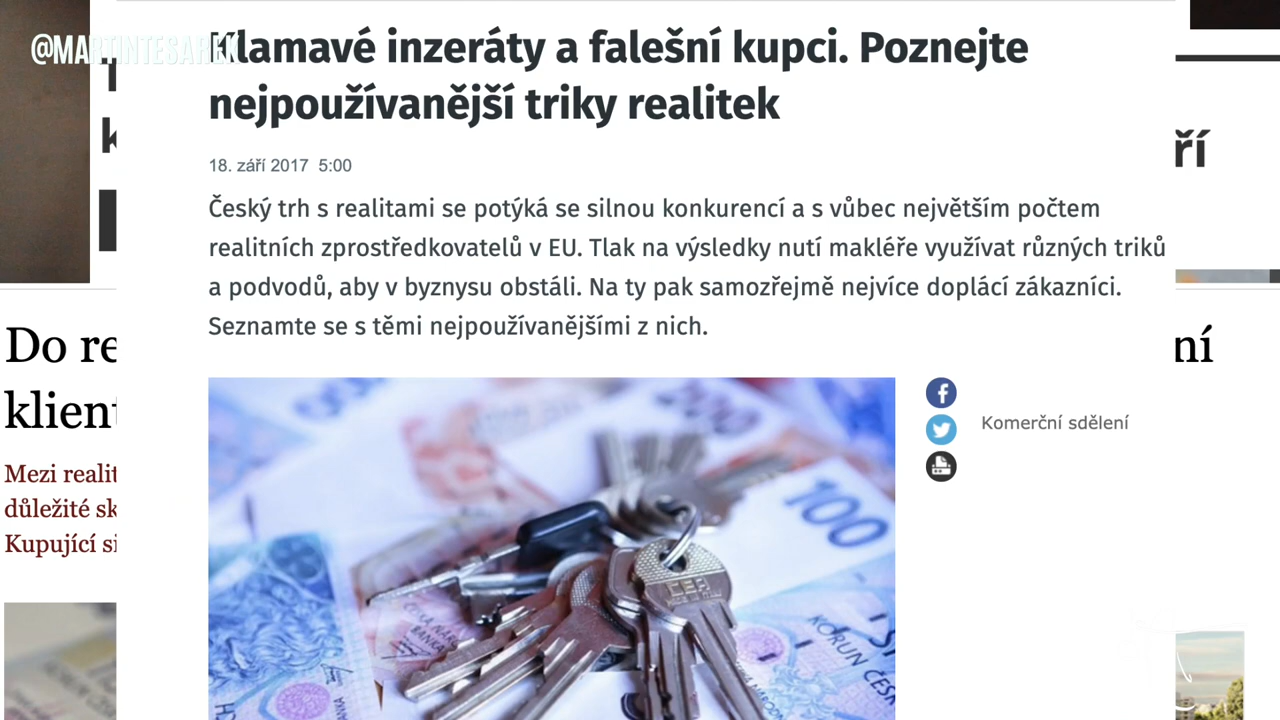 @MARTINTESAREK
Klamavé inzeráty a falešní kupci. Poznejte
nejpoužívanější triky realitek
18. září 2017 5:00
Český trh s realitami se potýká se silnou konkurencí a s vůbec největším počtem
realitních zprostředkovatelů v EU. Tlak na výsledky nutí makléře využívat různých triků
a podvodů, aby v byznysu obstáli. Na ty pak samozřejmě nejvíce doplácí zákazníci.
Seznamte se s těmi nejpoužívanějšími z nich.
Komerční sdělení
ří
Do re
klient
ní
Mezi realit
důležité sk
Kupující si
100
KORUN ČESK